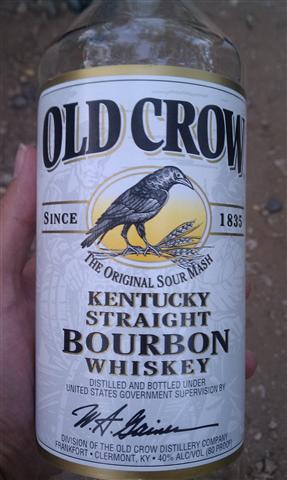 OLD CROW
SINCE 1835
THE ORIGINAL SOUR MASH
KENTUCKY
STRAIGHT
BOURBON
WHISKEY
DISTILLED AND BOTTLED UNDER
UNITED STATES GOVERNMENT SUPERVISION BY
W. A. Gaines
DIVISION OF THE OLD CROW DISTILLERY COMPANY
FRANKFORT • CLERMONT, KY • 40% ALC/VOL (80 PROOF)